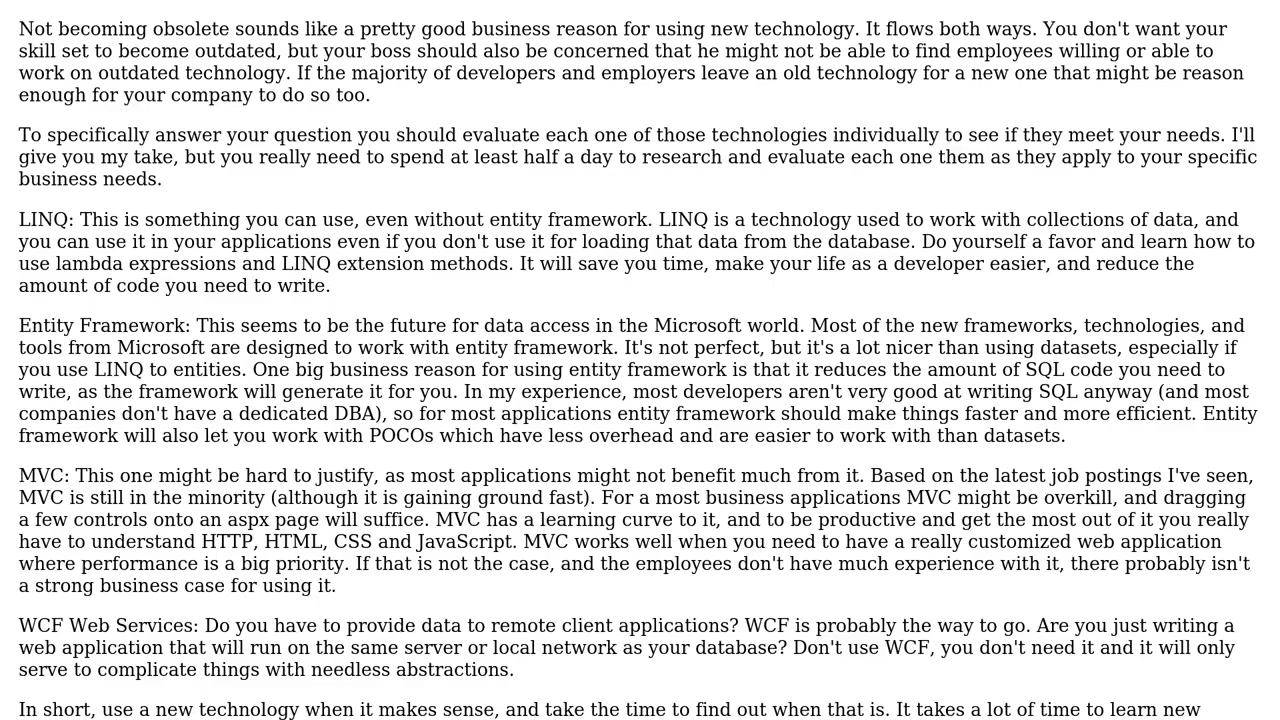 Not becoming obsolete sounds like a pretty good business reason for using new technology. It flows both ways. You don't want your
skill set to become outdated, but your boss should also be concerned that he might not be able to find employees willing or able to
work on outdated technology. If the majority of developers and employers leave an old technology for a new one that might be reason
enough for your company to do so too.
To specifically answer your question you should evaluate each one of those technologies individually to see if they meet your needs. I'll
give you my take, but you really need to spend at least half a day to research and evaluate each one them as they apply to your specific
business needs.
LINQ: This is something you can use, even without entity framework. LINQ is a technology used to work with collections of data, and
you can use it in your applications even if you don't use it for loading that data from the database. Do yourself a favor and learn how to
use lambda expressions and LINQ extension methods. It will save you time, make your life as a developer easier, and reduce the
amount of code you need to write.
Entity Framework: This seems to be the future for data access in the Microsoft world. Most of the new frameworks, technologies, and
tools from Microsoft are designed to work with entity framework. It's not perfect, but it's a lot nicer than using datasets, especially if
you use LINQ to entities. One big business reason for using entity framework is that it reduces the amount of SQL code you need to
write, as the framework will generate it for you. In my experience, most developers aren't very good at writing SQL anyway (and most
companies don't have a dedicated DBA), so for most applications entity framework should make things faster and more efficient. Entity
framework will also let you work with POCOs which have less overhead and are easier to work with than datasets.
MVC: This one might be hard to justify, as most applications might not benefit much from it. Based on the latest job postings I've seen,
MVC is still in the minority (although it is gaining ground fast). For a most business applications MVC might be overkill, and dragging
a few controls onto an aspx page will suffice. MVC has a learning curve to it, and to be productive and get the most out of it you really
have to understand HTTP, HTML, CSS and JavaScript. MVC works well when you need to have a really customized web application
where performance is a big priority. If that is not the case, and the employees don't have much experience with it, there probably isn't
a strong business case for using it.
WCF Web Services: Do you have to provide data to remote client applications? WCF is probably the way to go. Are you just writing a
web application that will run on the same server or local network as your database? Don't use WCF, you don't need it and it will only
serve to complicate things with needless abstractions.
In short, use a new technology when it makes sense, and take the time to find out when that is. It takes a lot of time to learn new